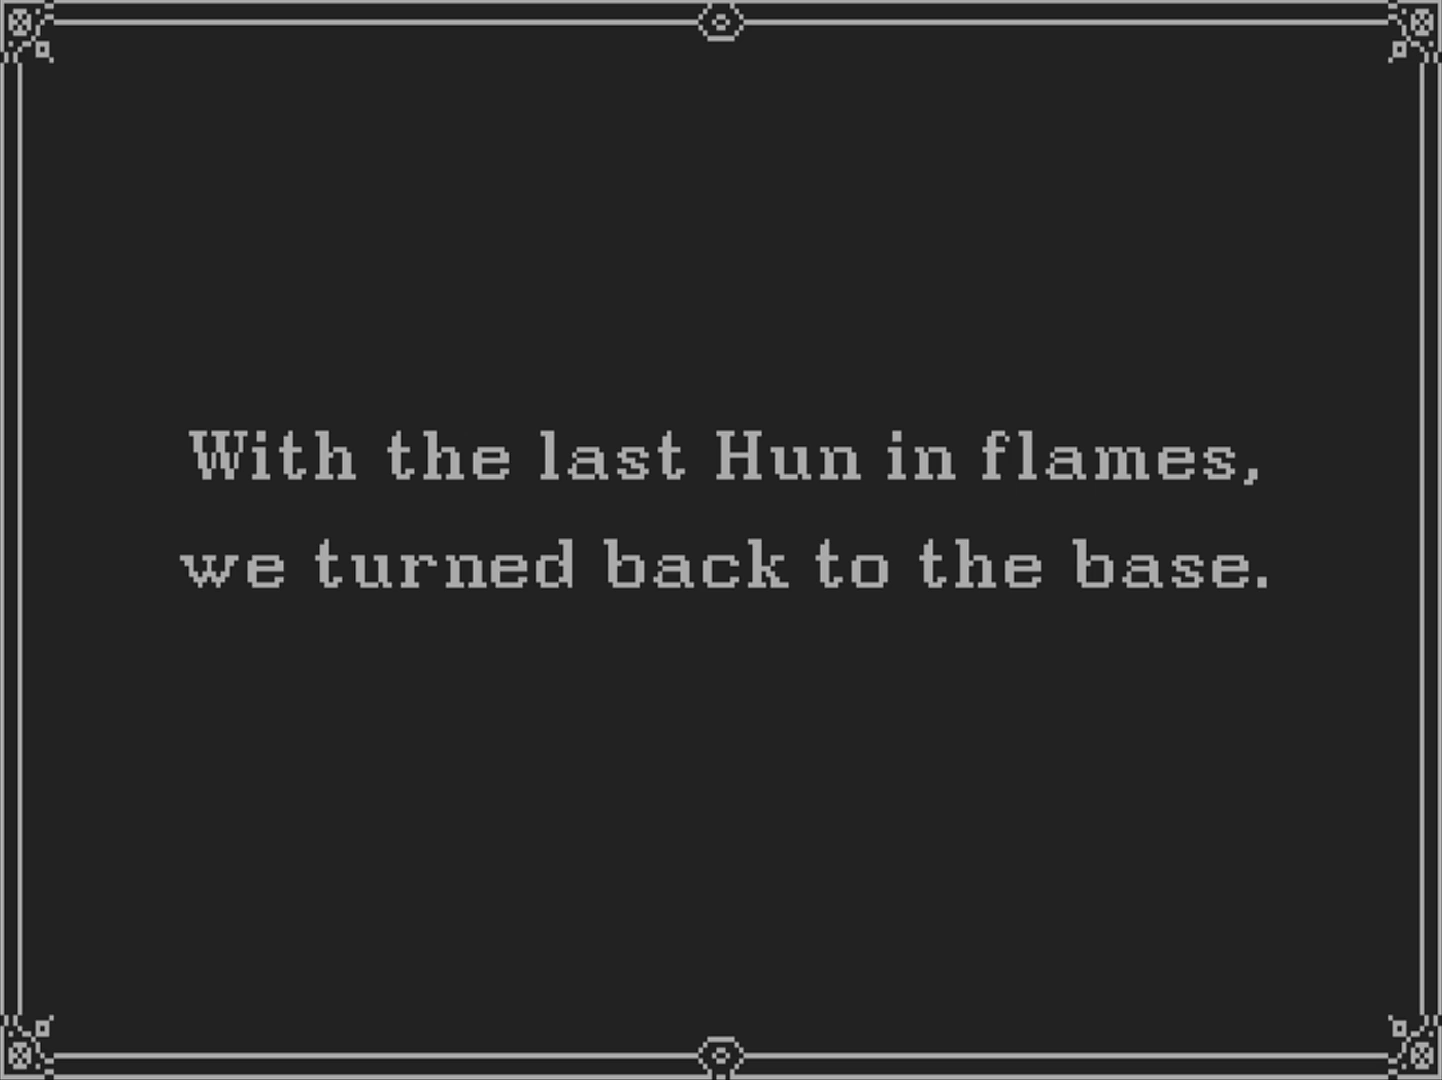 With the last Hun in flames,
we turned back to the base.